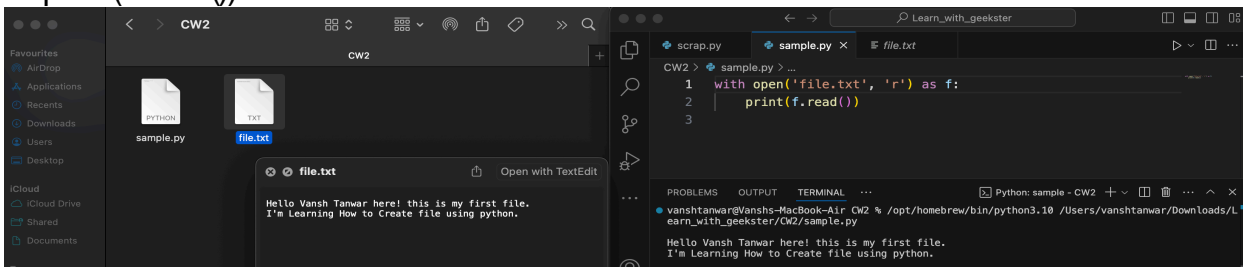 CW2
Learn_with_geekster
Favourites
AirDrop
Applications
Recents
Downloads
Users
Desktop
iCloud
iCloud Drive
Shared
Documents
CW2
PYTHON
sample.py
TXT
file.txt
file.txt
Open with TextEdit
Hello Vansh Tanwar here! this is my first file.
I'm Learning How to Create file using python.
scrap.py sample.py file.txt
CW2 > sample.py > ...
1 with open('file.txt', 'r') as f:
2 print(f.read())
3
PROBLEMS OUTPUT TERMINAL ... Python: sample - CW2
vanshtanwar@Vanshs-MacBook-Air CW2 % /opt/homebrew/bin/python3.10 /Users/vanshtanwar/Downloads/L
earn_with_geekster/CW2/sample.py
Hello Vansh Tanwar here! this is my first file.
I'm Learning How to Create file using python.